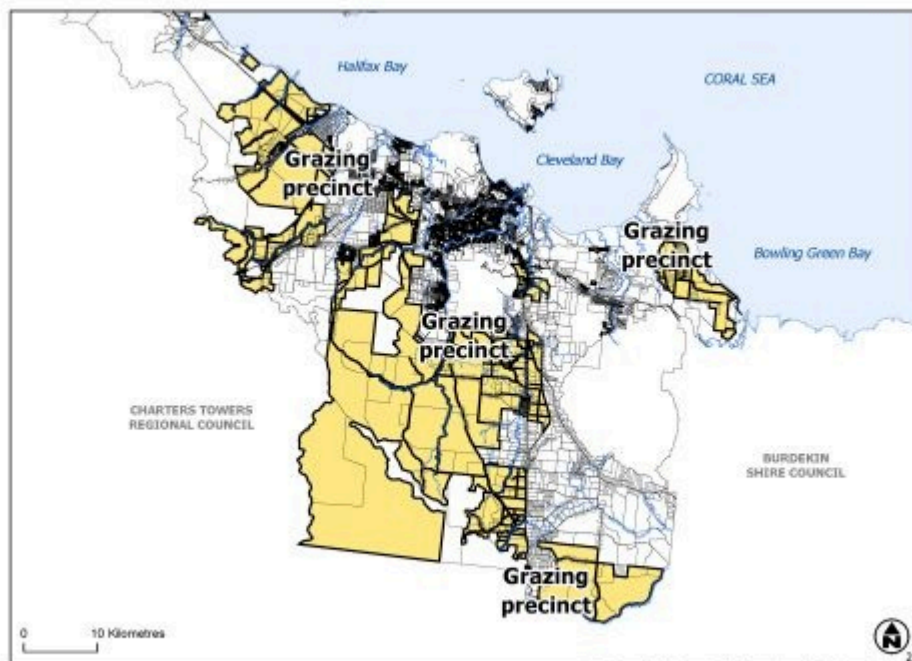 Halifax Bay
CORAL SEA
Grazing
precinct
Cleveland Bay
Grazing
precinct
Bowling Green Bay
Grazing
precinct
CHARTERS TOWERS
REGIONAL COUNCIL
BURDEKIN
SHIRE COUNCIL
Grazing
precinct
0 10 Kilometres
N